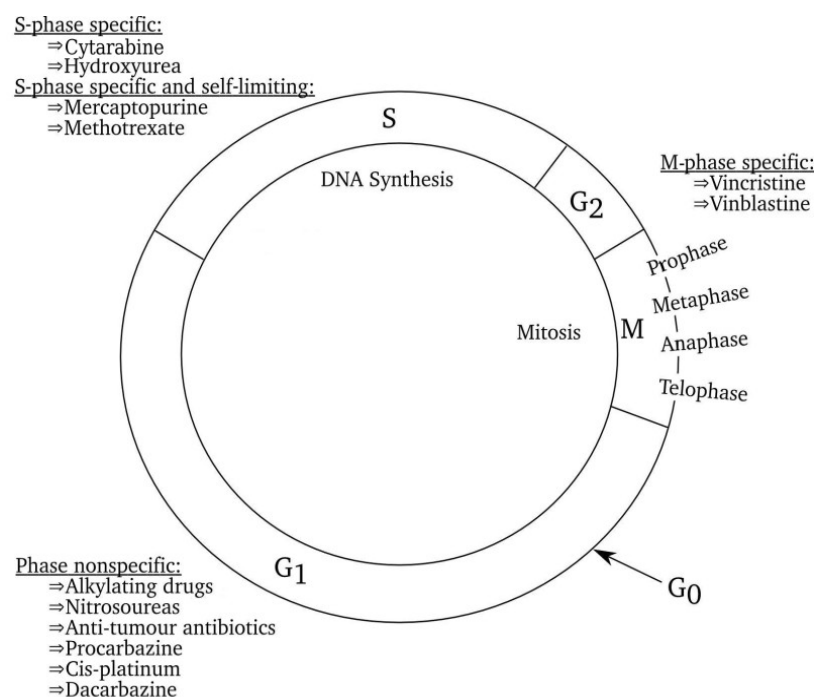 S-phase specific:
⇒Cytarabine
⇒Hydroxyurea
S-phase specific and self-limiting:
⇒Mercaptopurine
⇒Methotrexate
S
DNA Synthesis
G2
M-phase specific:
⇒Vincristine
⇒Vinblastine
Prophase
Metaphase
Anaphase
Telophase
Mitosis
M
G1
G0
Phase nonspecific:
⇒Alkylating drugs
⇒Nitrosoureas
⇒Anti-tumour antibiotics
⇒Procarbazine
⇒Cis-platinum
⇒Dacarbazine